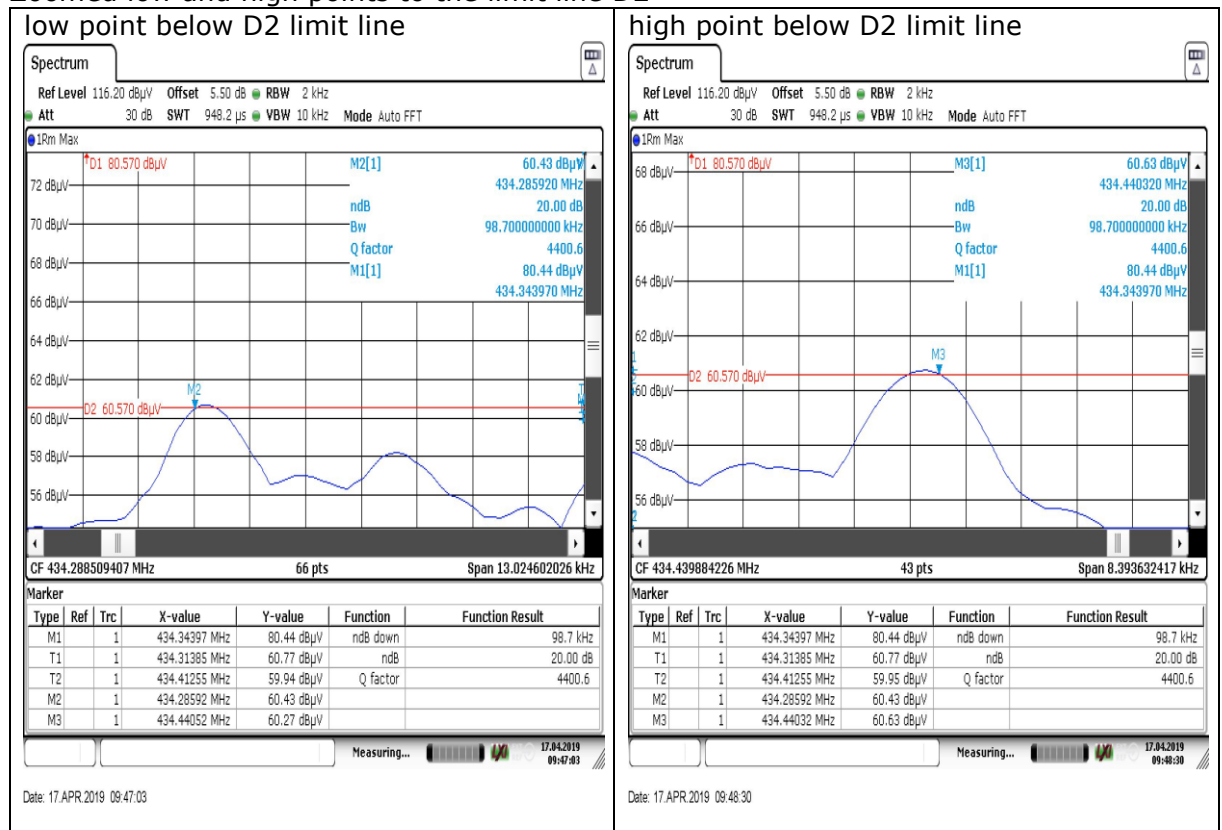 Zoomed low and high points to the limit line D2
low point below D2 limit line
Spectrum
Ref Level 116.20 dBµV Offset 5.50 dB RBW 2 kHz
Att 30 dB SWT 948.2 µs VBW 10 kHz Mode Auto FFT
1Rm Max
D1 80.570 dBµV
M2[1] 60.43 dBµV
434.285920 MHz
72 dBµV
ndB 20.00 dB
70 dBµV
Bw 98.700000000 kHz
Q factor 4400.6
68 dBµV
M1[1] 80.44 dBµV
434.343970 MHz
66 dBµV
64 dBµV
62 dBµV
M2
D2 60.570 dBµV
60 dBµV
58 dBµV
56 dBµV
CF 434.288509407 MHz 66 pts Span 13.024602026 kHz
Marker
Type Ref Trc X-value Y-value Function Function Result
M1 1 434.34397 MHz 80.44 dBµV ndB down 98.7 kHz
T1 1 434.31385 MHz 60.77 dBµV ndB 20.00 dB
T2 1 434.41255 MHz 59.94 dBµV Q factor 4400.6
M2 1 434.28592 MHz 60.43 dBµV
M3 1 434.44052 MHz 60.27 dBµV
Measuring... 17.04.2019
09:47:03
Date: 17.APR.2019 09:47:03
high point below D2 limit line
Spectrum
Ref Level 116.20 dBµV Offset 5.50 dB RBW 2 kHz
Att 30 dB SWT 948.2 µs VBW 10 kHz Mode Auto FFT
1Rm Max
D1 80.570 dBµV
M3[1] 60.63 dBµV
68 dBµV
434.440320 MHz
ndB 20.00 dB
66 dBµV
Bw 98.700000000 kHz
Q factor 4400.6
M1[1] 80.44 dBµV
64 dBµV
434.343970 MHz
62 dBµV
M3
D2 60.570 dBµV
60 dBµV
58 dBµV
56 dBµV
CF 434.439884226 MHz 43 pts Span 8.393632417 kHz
Marker
Type Ref Trc X-value Y-value Function Function Result
M1 1 434.34397 MHz 80.44 dBµV ndB down 98.7 kHz
T1 1 434.31385 MHz 60.77 dBµV ndB 20.00 dB
T2 1 434.41255 MHz 59.95 dBµV Q factor 4400.6
M2 1 434.28592 MHz 60.43 dBµV
M3 1 434.44032 MHz 60.63 dBµV
Measuring... 17.04.2019
09:48:30
Date: 17.APR.2019 09:48:30